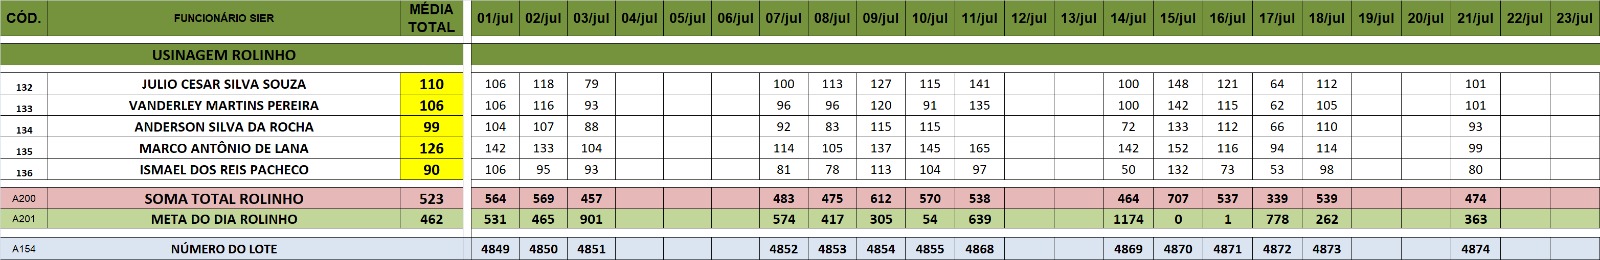 CÓD. FUNCIONÁRIO SIER MÉDIA TOTAL 01/jul 02/jul 03/jul 04/jul 05/jul 06/jul 07/jul 08/jul 09/jul 10/jul 11/jul 12/jul 13/jul 14/jul 15/jul 16/jul 17/jul 18/jul 19/jul 20/jul 21/jul 22/jul 23/jul
USINAGEM ROLINHO
132 JULIO CESAR SILVA SOUZA 110 106 118 79 100 113 127 115 141 100 148 121 64 112 101
133 VANDERLEY MARTINS PEREIRA 106 106 116 93 96 96 120 91 135 100 142 115 62 105 101
134 ANDERSON SILVA DA ROCHA 99 104 107 88 92 83 115 115 72 133 112 66 110 93
135 MARCO ANTÔNIO DE LANA 126 142 133 104 114 105 137 145 165 142 152 116 94 114 99
136 ISMAEL DOS REIS PACHECO 90 106 95 93 81 78 113 104 97 50 132 73 53 98 80
A200 SOMA TOTAL ROLINHO 523 564 569 457 483 475 612 570 538 464 707 537 339 539 474
A201 META DO DIA ROLINHO 462 531 465 901 574 417 305 54 639 1174 0 1 778 262 363
A154 NÚMERO DO LOTE 4849 4850 4851 4852 4853 4854 4855 4868 4869 4870 4871 4872 4873 4874